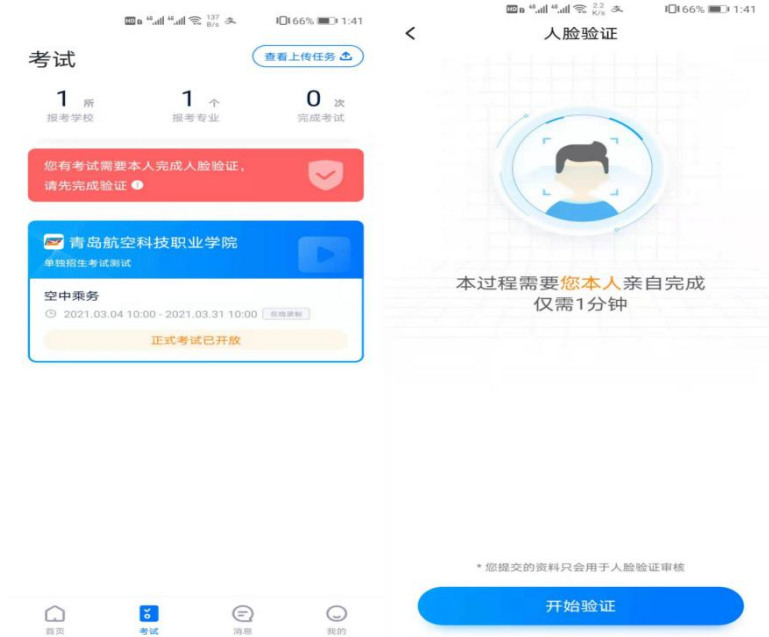 137
B/s
66%
1:41
考试
查看上传任务
1 所
报考学校
1 个
报考专业
0 次
完成考试
您有考试需要本人完成人脸验证，
请先完成验证
青岛航空科技职业学院
单独招生考试测试
空中乘务
2021.03.04 10:00 - 2021.03.31 10:00
正式考试已开放
首页
考试
消息
我的
2.2
K/s
66%
1:41
人脸验证
本过程需要您本人亲自完成
仅需1分钟
* 您提交的资料只会用于人脸验证审核
开始验证